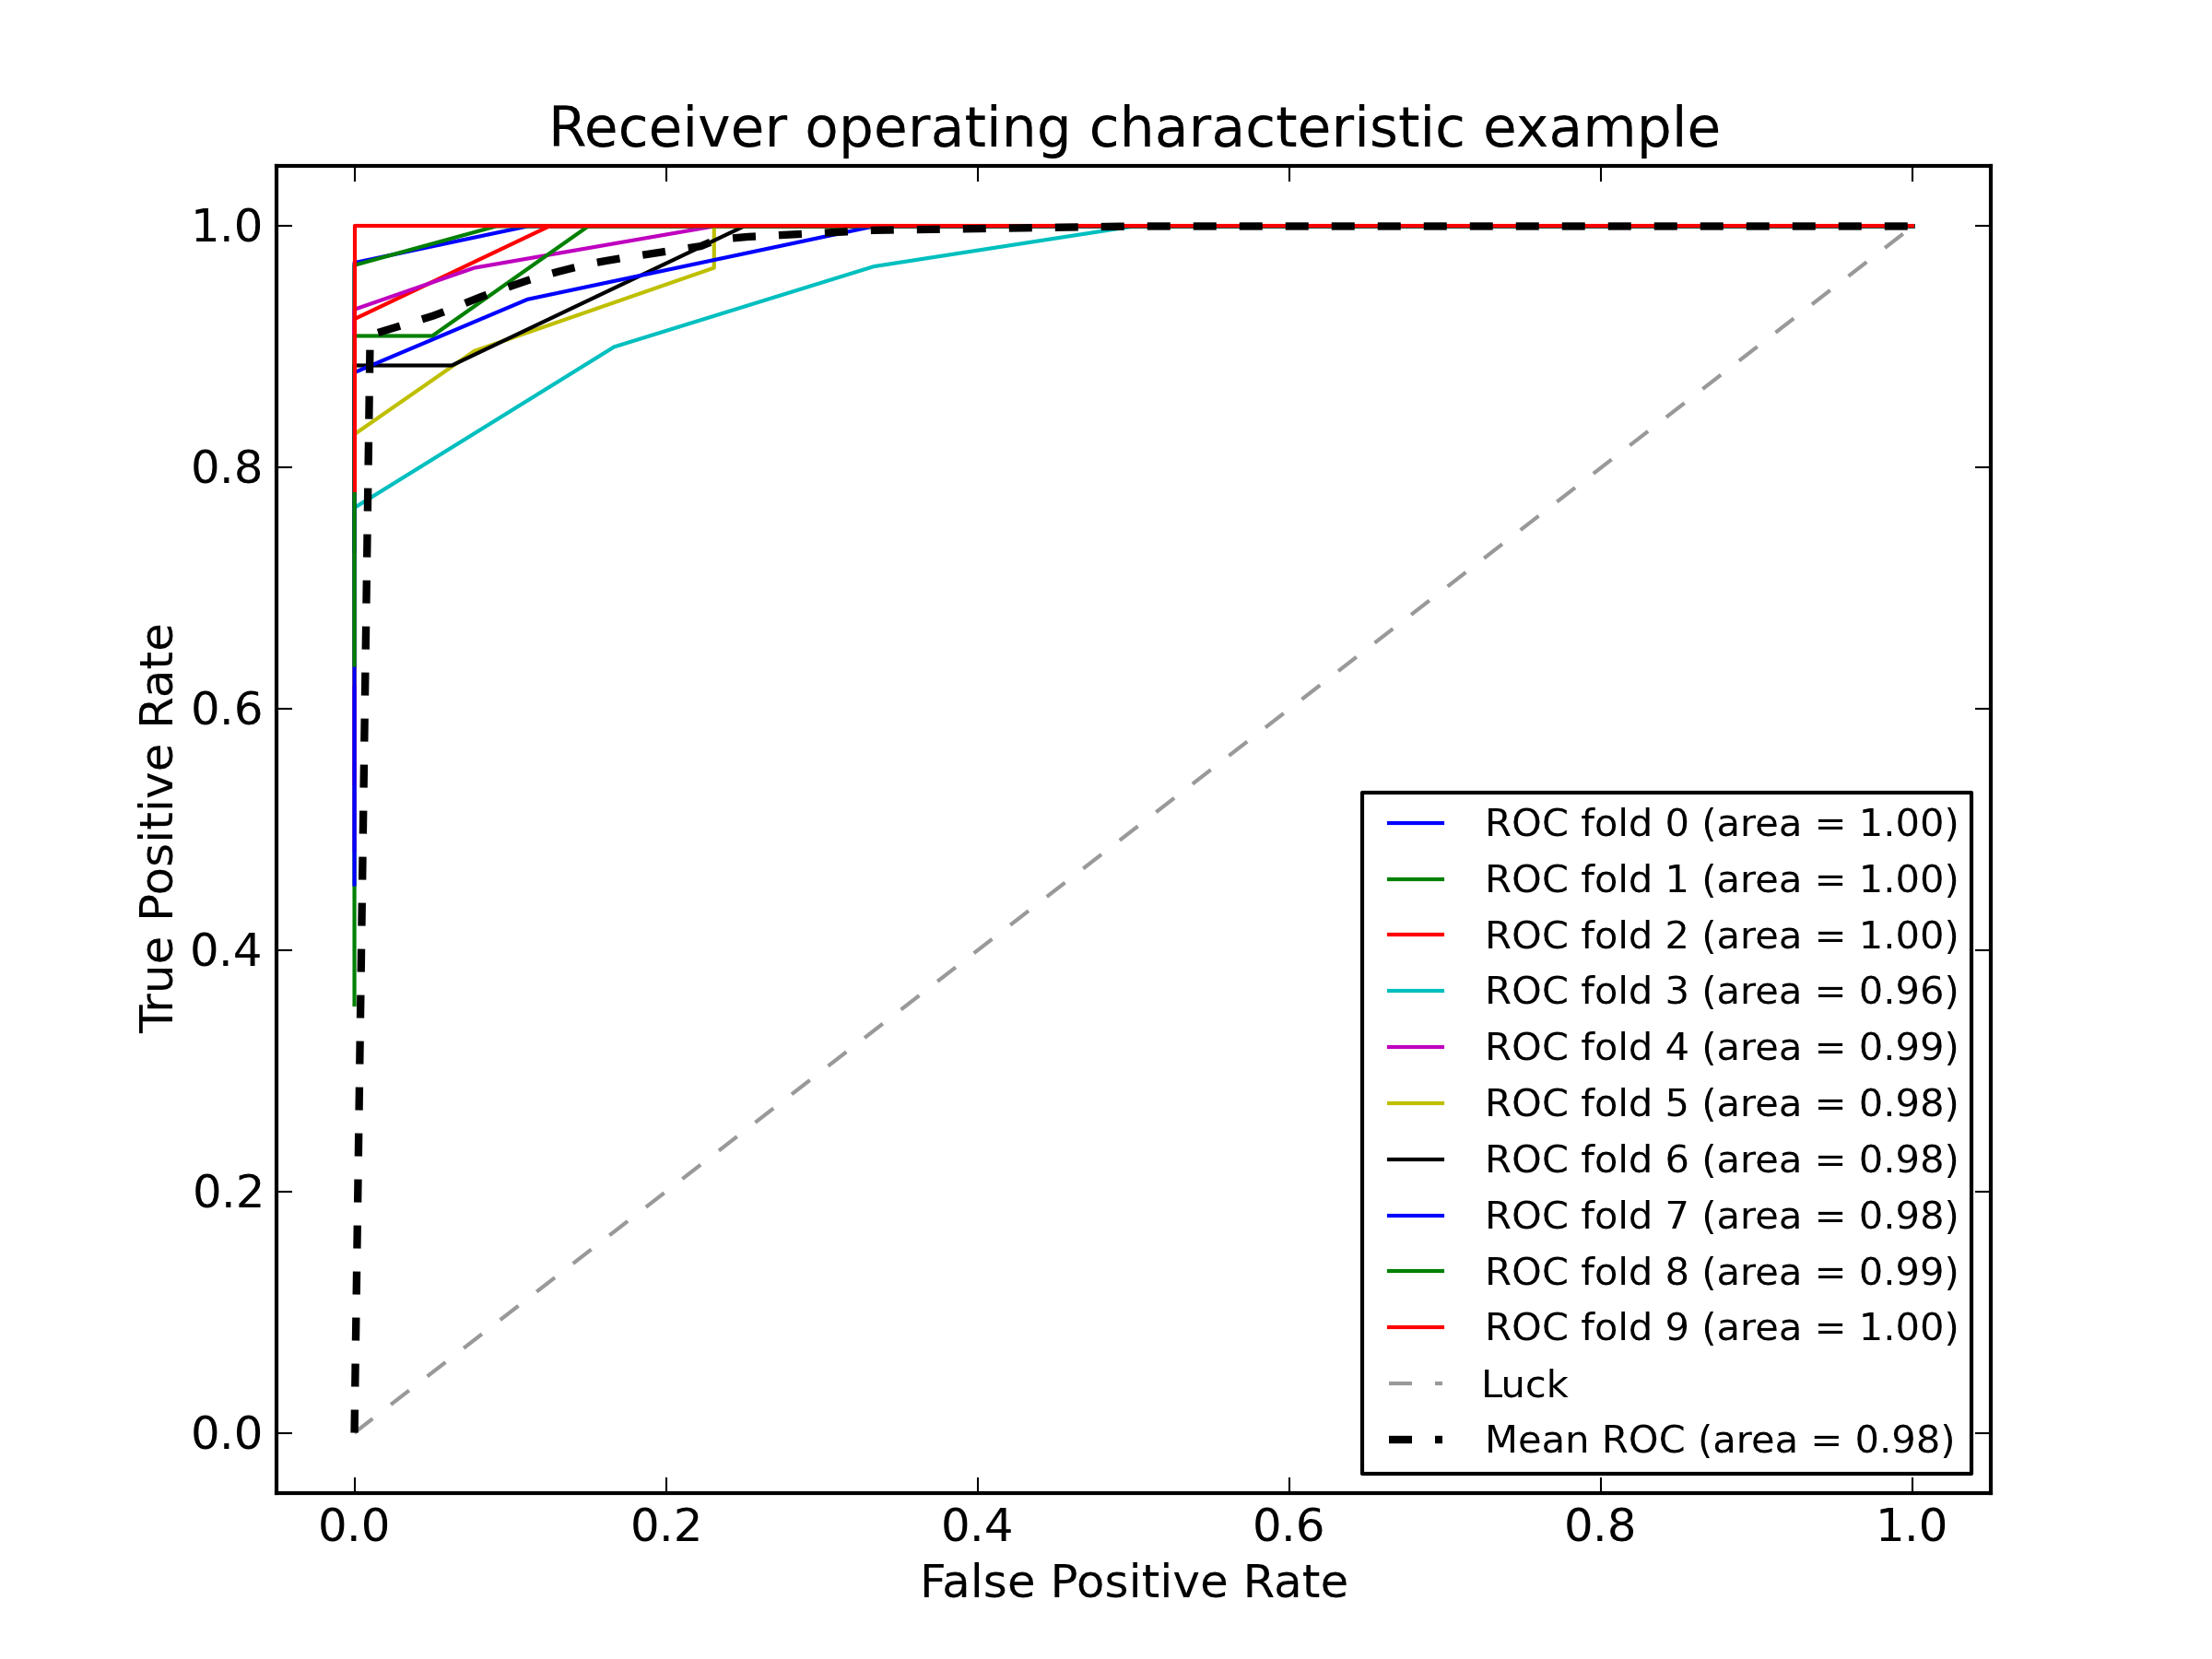 Receiver operating characteristic example
1.0
0.8
0.6
0.4
0.2
0.0
True Positive Rate
ROC fold 0 (area = 1.00)
ROC fold 1 (area = 1.00)
ROC fold 2 (area = 1.00)
ROC fold 3 (area = 0.96)
ROC fold 4 (area = 0.99)
ROC fold 5 (area = 0.98)
ROC fold 6 (area = 0.98)
ROC fold 7 (area = 0.98)
ROC fold 8 (area = 0.99)
ROC fold 9 (area = 1.00)
Luck
Mean ROC (area = 0.98)
0.0 0.2 0.4 0.6 0.8 1.0
False Positive Rate